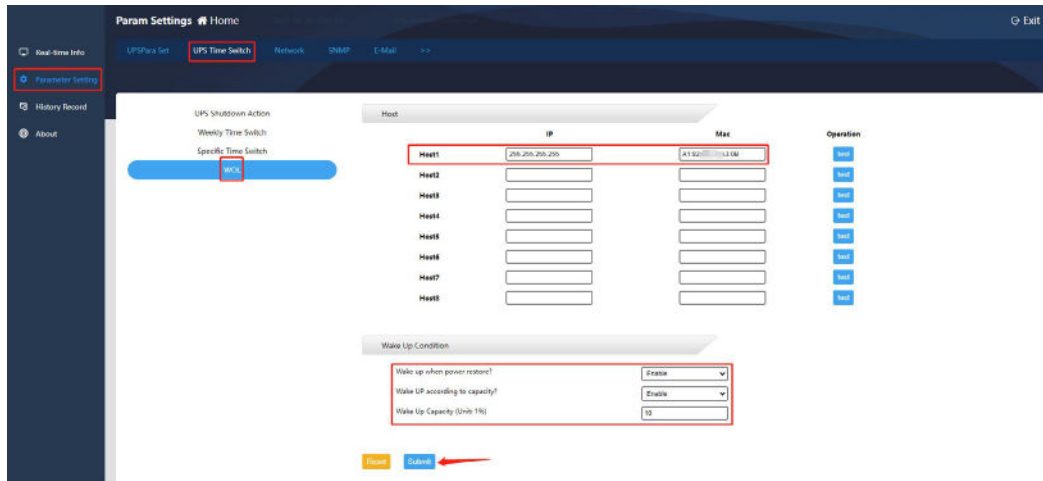 Param Settings Home
Exit
Real-time Info
UPSPara Set UPS Time Switch Network SNMP E-Mail >>
Parameter Setting
History Record
About
UPS Shutdown Action
Weekly Time Switch
Specific Time Switch
WOL
Host
IP Mac Operation
Host1 255.255.255.255 test
Host2 test
Host3 test
Host4 test
Host5 test
Host6 test
Host7 test
Host8 test
Wake Up Condition
Wake up when power restore? Enable
Wake UP according to capacity? Enable
Wake Up Capacity (Unit: 1%) 10
Reset Submit